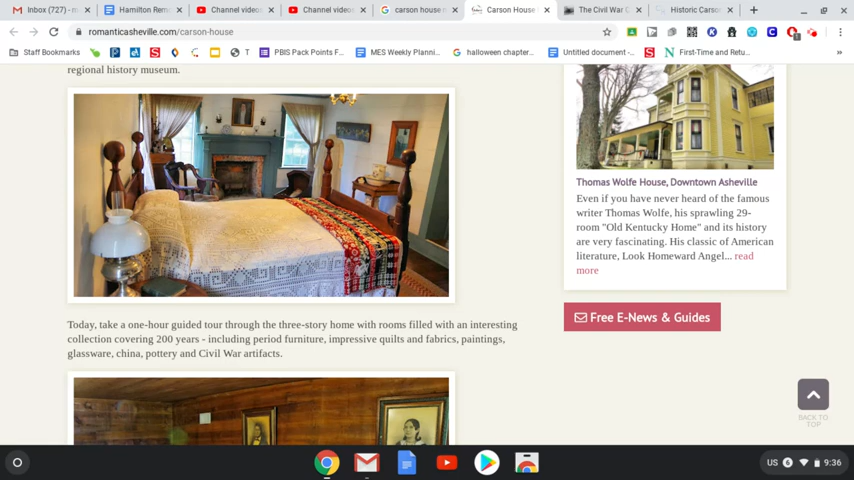 Inbox (727) - m
Hamilton Rem
Channel video
Channel video
carson house n
Carson House
The Civil War C
Historic Carson
romanticasheville.com/carson-house
Staff Bookmarks
T
PBIS Pack Points F...
MES Weekly Planni...
halloween chapter...
Untitled document -...
First-Time and Retu...
regional history museum.
Thomas Wolfe House, Downtown Asheville
Even if you have never heard of the famous
writer Thomas Wolfe, his sprawling 29-
room "Old Kentucky Home" and its history
are very fascinating. His classic of American
literature, Look Homeward Angel... read
more
Free E-News & Guides
Today, take a one-hour guided tour through the three-story home with rooms filled with an interesting
collection covering 200 years - including period furniture, impressive quilts and fabrics, paintings,
glassware, china, pottery and Civil War artifacts.
BACK TO
TOP
US 6 9:36